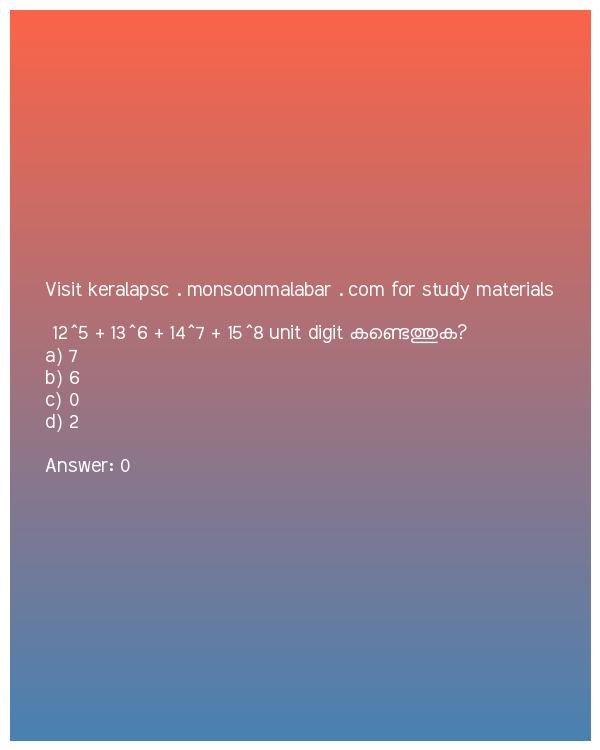 Visit keralapsc . monsoonmalabar . com for study materials
12^5 + 13^6 + 14^7 + 15^8 unit digit കണ്ടെത്തുക?
a) 7
b) 6
c) 0
d) 2
Answer: 0